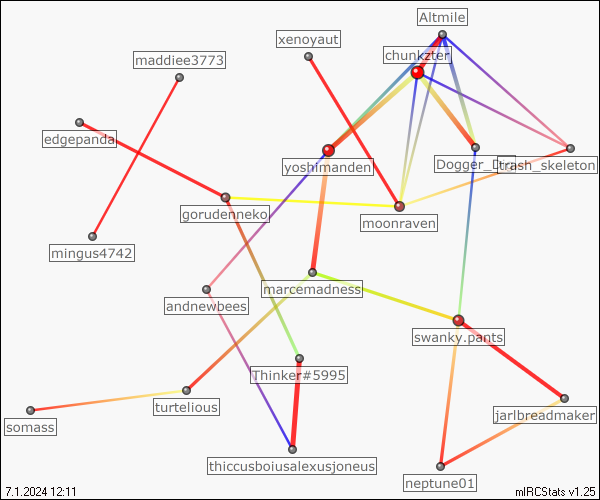 Altmile
xenoyaut
chunkzter
maddiee3773
edgepanda
yoshimanden
Dogger_D
trash_skeleton
gorudenneko
moonraven
mingus4742
marcemadness
andnewbees
swanky.pants
Thinker#5995
turtelious
jarlbreadmaker
somass
thiccusboiusalexusjoneus
neptune01
7.1.2024 12:11
mIRCStats v1.25